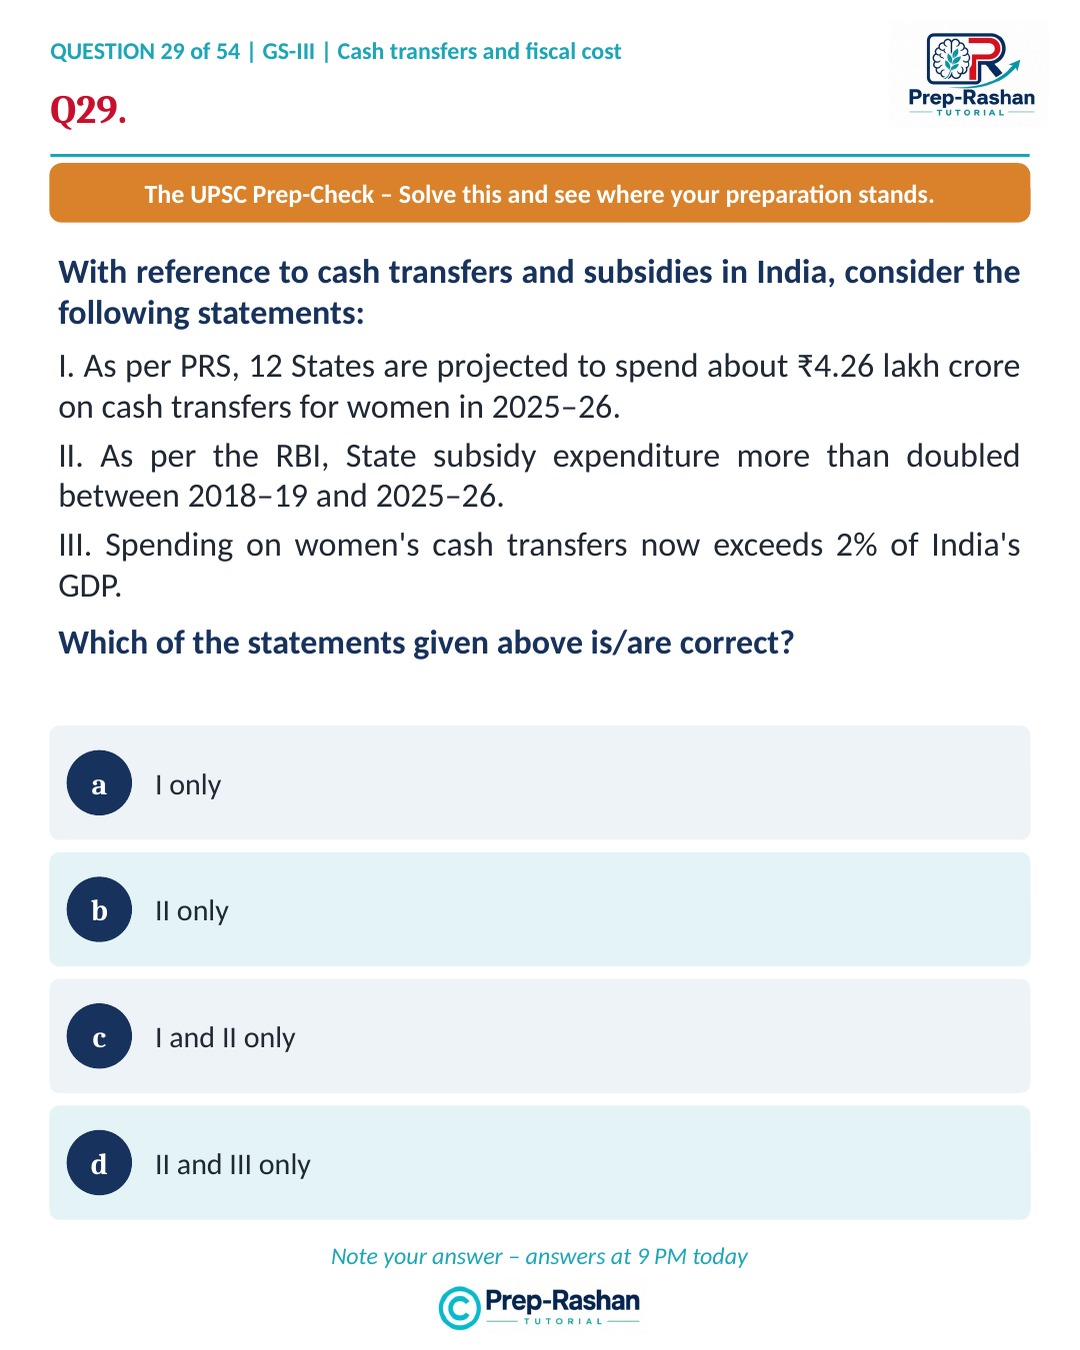 QUESTION 29 of 54 | GS-III | Cash transfers and fiscal cost
Prep-Rashan
TUTORIAL
Q29.
The UPSC Prep-Check – Solve this and see where your preparation stands.
With reference to cash transfers and subsidies in India, consider the
following statements:
I. As per PRS, 12 States are projected to spend about ₹4.26 lakh crore
on cash transfers for women in 2025–26.
II. As per the RBI, State subsidy expenditure more than doubled
between 2018–19 and 2025–26.
III. Spending on women's cash transfers now exceeds 2% of India's
GDP.
Which of the statements given above is/are correct?
a I only
b II only
c I and II only
d II and III only
Note your answer – answers at 9 PM today
© Prep-Rashan
TUTORIAL